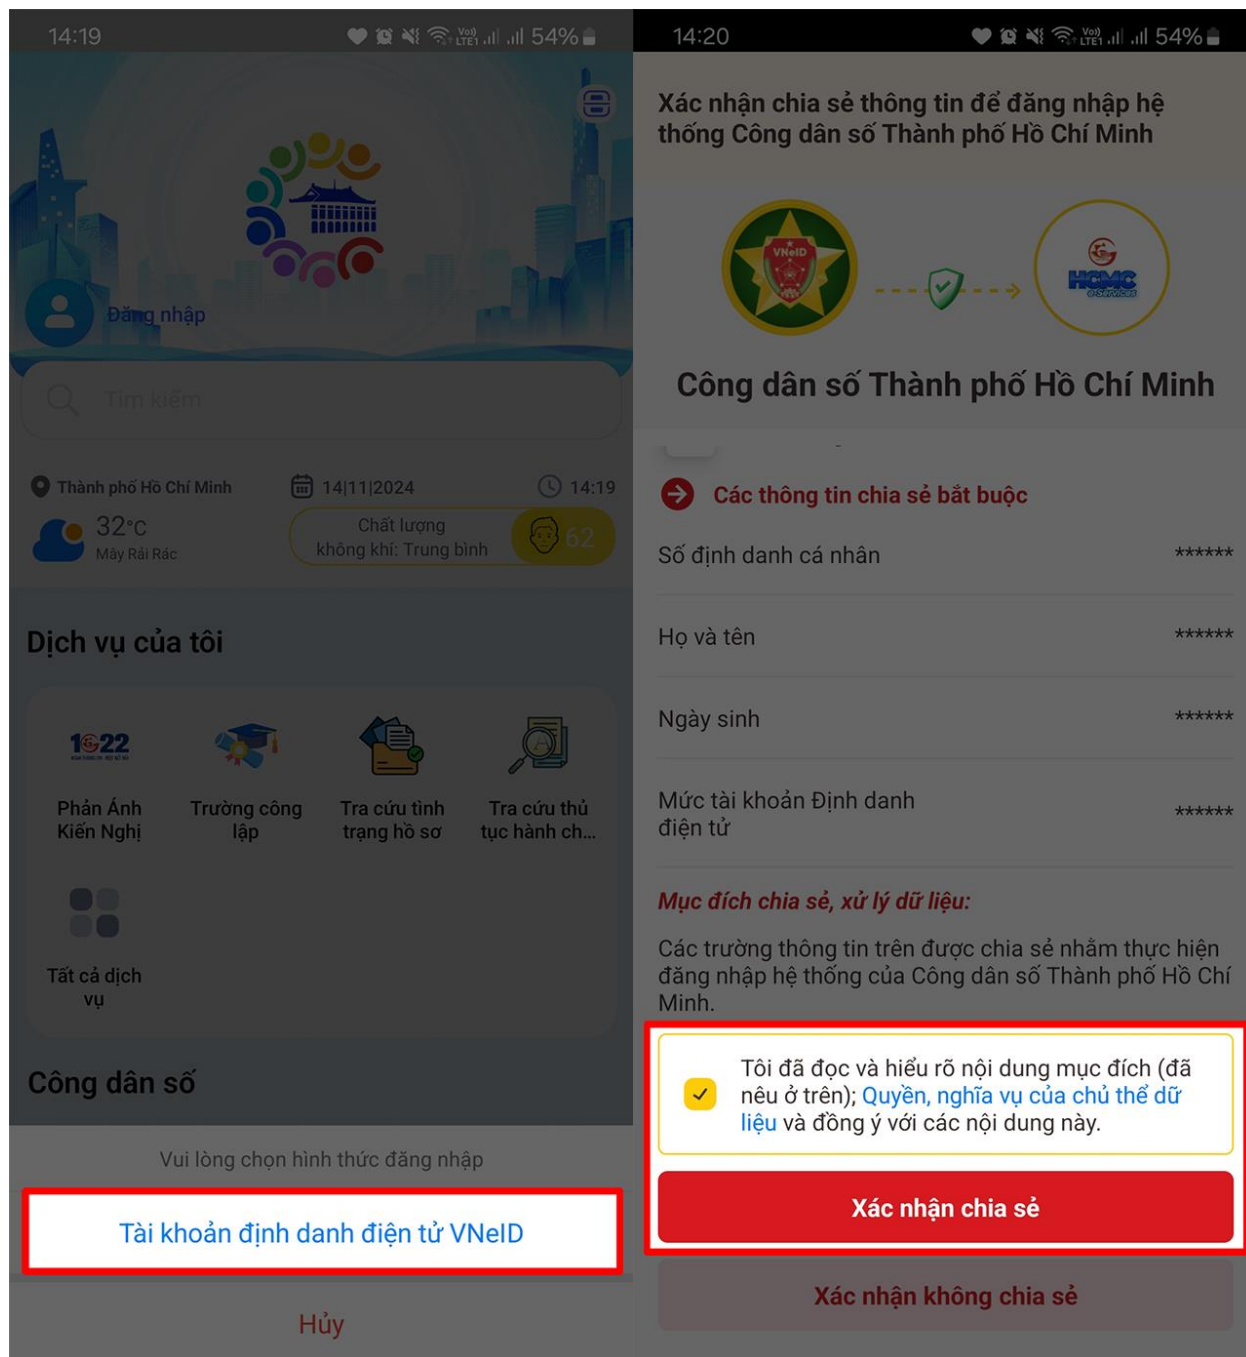 14:19
Vo)) LTE1 54%
Đăng nhập
Tìm kiếm
Thành phố Hồ Chí Minh
14|11|2024
14:19
32°C
Mây Rải Rác
Chất lượng
không khí: Trung bình
62
Dịch vụ của tôi
1022
Phản Ánh
Kiến Nghị
Trường công
lập
Tra cứu tình
trạng hồ sơ
Tra cứu thủ
tục hành ch...
Tất cả dịch
vụ
Công dân số
Vui lòng chọn hình thức đăng nhập
Tài khoản định danh điện tử VNeID
Hủy
14:20
Vo)) LTE1 54%
Xác nhận chia sẻ thông tin để đăng nhập hệ
thống Công dân số Thành phố Hồ Chí Minh
VNeID
HCMC
e-Services
Công dân số Thành phố Hồ Chí Minh
Các thông tin chia sẻ bắt buộc
Số định danh cá nhân ******
Họ và tên ******
Ngày sinh ******
Mức tài khoản Định danh
điện tử ******
Mục đích chia sẻ, xử lý dữ liệu:
Các trường thông tin trên được chia sẻ nhằm thực hiện
đăng nhập hệ thống của Công dân số Thành phố Hồ Chí
Minh.
Tôi đã đọc và hiểu rõ nội dung mục đích (đã
nêu ở trên); Quyền, nghĩa vụ của chủ thể dữ
liệu và đồng ý với các nội dung này.
Xác nhận chia sẻ
Xác nhận không chia sẻ